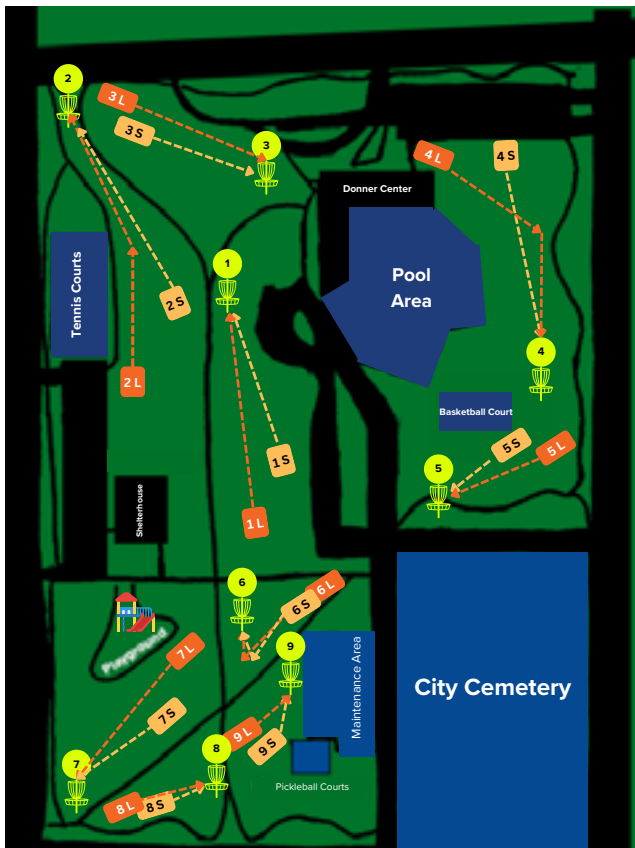 2
3 L
3 S
3
4 L
4 S
Donner Center
Tennis Courts
1
Pool
Area
2 S
4
2 L
Basketball Court
5 S
5 L
1 S
5
Shelterhouse
1 L
6
6 L
6 S
Playground
7 L
9
Maintenance Area
City Cemetery
7 S
9 L
8
9 S
7
Pickleball Courts
8 L
8 S